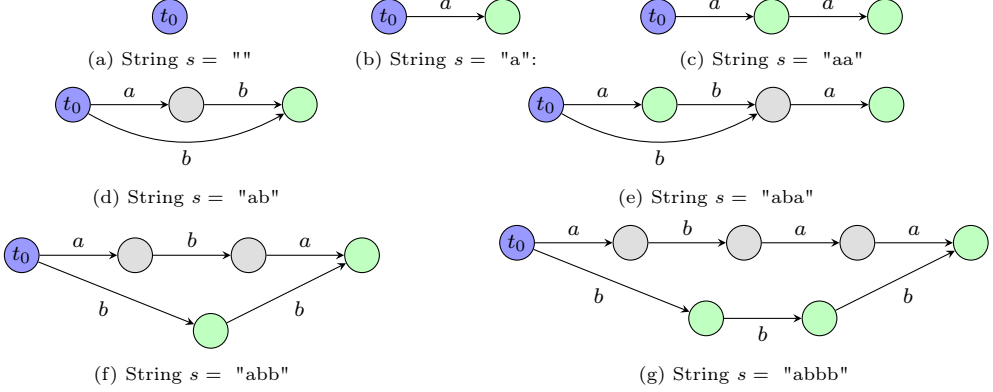 t0
t0 a
t0 a a
(a) String s = ""
(b) String s = "a":
(c) String s = "aa"
t0 a b
b
t0 a b a
b
(d) String s = "ab"
(e) String s = "aba"
t0 a b a
b b
t0 a b a a
b b b
(f) String s = "abb"
(g) String s = "abbb"